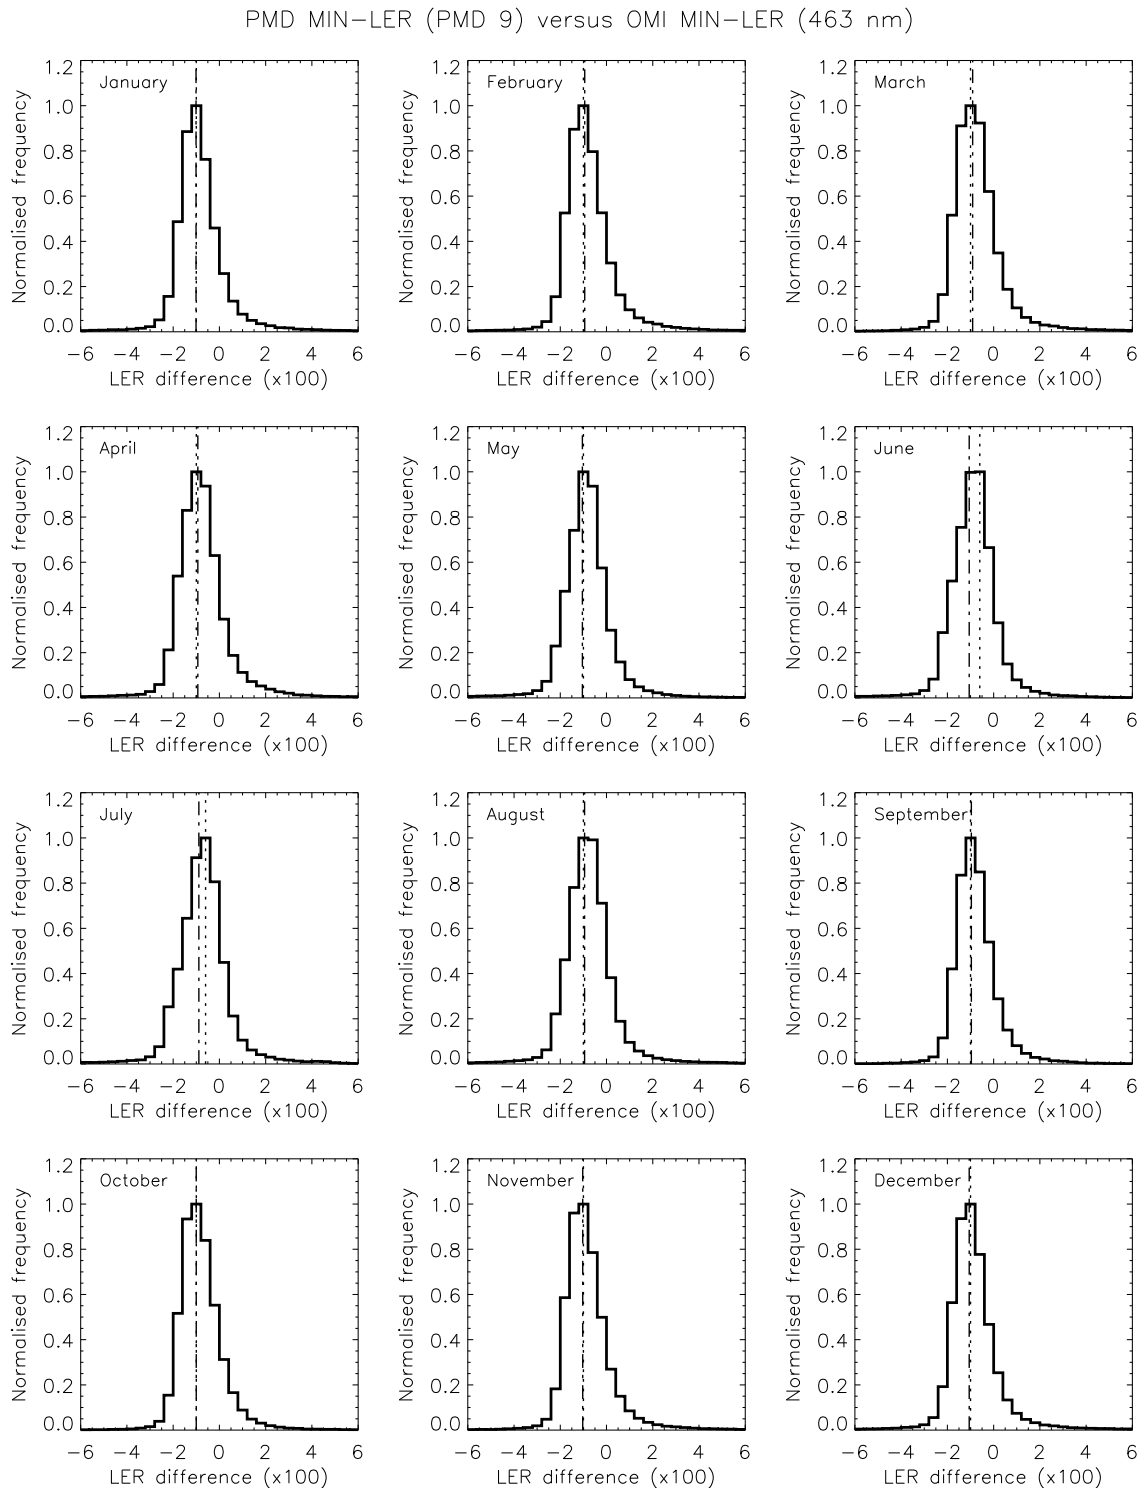 PMD MIN−LER (PMD 9) versus OMI MIN−LER (463 nm)
January
Normalised frequency
1.2
1.0
0.8
0.6
0.4
0.2
0.0
−6 −4 −2 0 2 4 6
LER difference (x100)
February
Normalised frequency
1.2
1.0
0.8
0.6
0.4
0.2
0.0
−6 −4 −2 0 2 4 6
LER difference (x100)
March
Normalised frequency
1.2
1.0
0.8
0.6
0.4
0.2
0.0
−6 −4 −2 0 2 4 6
LER difference (x100)
April
Normalised frequency
1.2
1.0
0.8
0.6
0.4
0.2
0.0
−6 −4 −2 0 2 4 6
LER difference (x100)
May
Normalised frequency
1.2
1.0
0.8
0.6
0.4
0.2
0.0
−6 −4 −2 0 2 4 6
LER difference (x100)
June
Normalised frequency
1.2
1.0
0.8
0.6
0.4
0.2
0.0
−6 −4 −2 0 2 4 6
LER difference (x100)
July
Normalised frequency
1.2
1.0
0.8
0.6
0.4
0.2
0.0
−6 −4 −2 0 2 4 6
LER difference (x100)
August
Normalised frequency
1.2
1.0
0.8
0.6
0.4
0.2
0.0
−6 −4 −2 0 2 4 6
LER difference (x100)
September
Normalised frequency
1.2
1.0
0.8
0.6
0.4
0.2
0.0
−6 −4 −2 0 2 4 6
LER difference (x100)
October
Normalised frequency
1.2
1.0
0.8
0.6
0.4
0.2
0.0
−6 −4 −2 0 2 4 6
LER difference (x100)
November
Normalised frequency
1.2
1.0
0.8
0.6
0.4
0.2
0.0
−6 −4 −2 0 2 4 6
LER difference (x100)
December
Normalised frequency
1.2
1.0
0.8
0.6
0.4
0.2
0.0
−6 −4 −2 0 2 4 6
LER difference (x100)